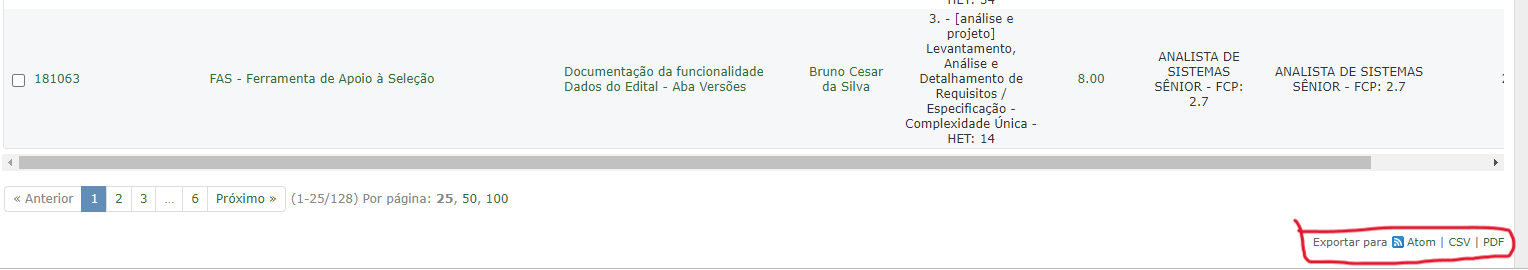 HET: 34
3. - [análise e
projeto]
Levantamento,
Análise e
Detalhamento de
Requisitos /
Especificação -
Complexidade Única -
HET: 14
181063
FAS - Ferramenta de Apoio à Seleção
Documentação da funcionalidade
Dados do Edital - Aba Versões
Bruno Cesar
da Silva
8.00
ANALISTA DE
SISTEMAS
SÊNIOR - FCP:
2.7
ANALISTA DE SISTEMAS
SÊNIOR - FCP: 2.7
« Anterior 1 2 3 ... 6 Próximo » (1-25/128) Por página: 25, 50, 100
Exportar para Atom | CSV | PDF